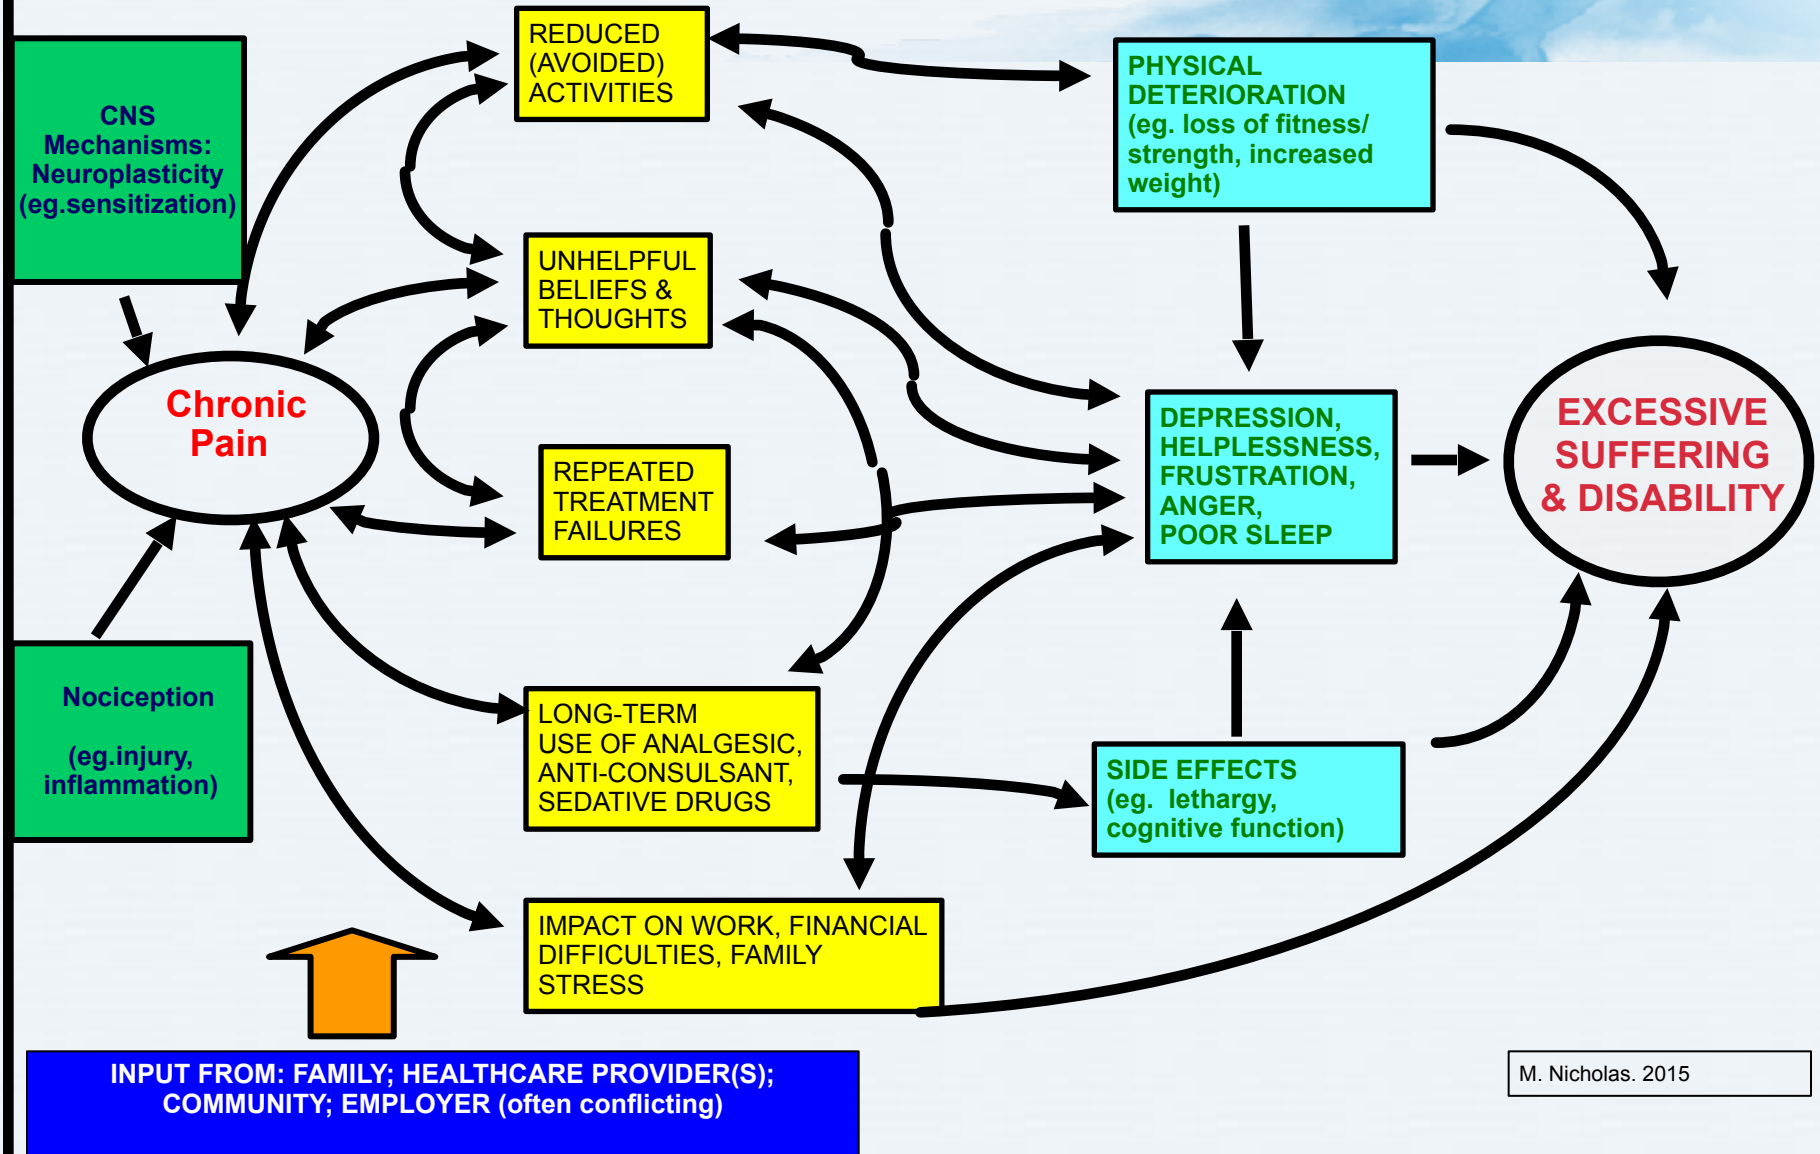 CNS
Mechanisms:
Neuroplasticity
(eg.sensitization)
Chronic
Pain
Nociception
(eg.injury,
inflammation)
REDUCED
(AVOIDED)
ACTIVITIES
UNHELPFUL
BELIEFS &
THOUGHTS
REPEATED
TREATMENT
FAILURES
LONG-TERM
USE OF ANALGESIC,
ANTI-CONSULSANT,
SEDATIVE DRUGS
IMPACT ON WORK, FINANCIAL
DIFFICULTIES, FAMILY
STRESS
PHYSICAL
DETERIORATION
(eg. loss of fitness/
strength, increased
weight)
DEPRESSION,
HELPLESSNESS,
FRUSTRATION,
ANGER,
POOR SLEEP
SIDE EFFECTS
(eg. lethargy,
cognitive function)
EXCESSIVE
SUFFERING
& DISABILITY
INPUT FROM: FAMILY; HEALTHCARE PROVIDER(S);
COMMUNITY; EMPLOYER (often conflicting)
M. Nicholas. 2015